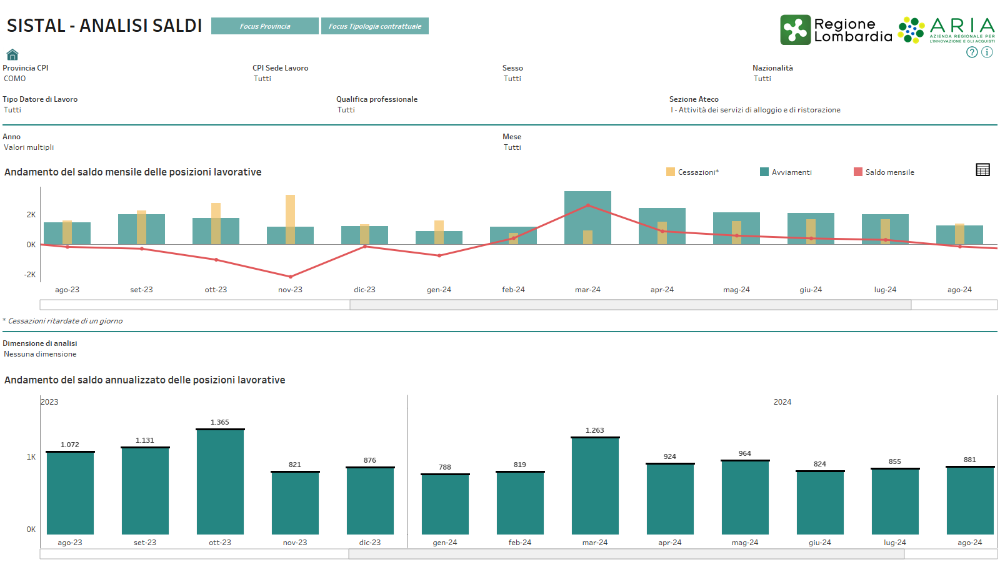 SISTAL - ANALISI SALDI
Focus Provincia
Focus Tipologia contrattuale
Regione
Lombardia
ARIA
AZIENDA REGIONALE PER
L'INNOVAZIONE E GLI ACQUISTI
? i
Provincia CPI
COMO
CPI Sede Lavoro
Tutti
Sesso
Tutti
Nazionalità
Tutti
Tipo Datore di Lavoro
Tutti
Qualifica professionale
Tutti
Sezione Ateco
I - Attività dei servizi di alloggio e di ristorazione
Anno
Valori multipli
Mese
Tutti
Andamento del saldo mensile delle posizioni lavorative
Cessazioni*
Avviamenti
Saldo mensile
2K
0K
-2K
ago-23 set-23 ott-23 nov-23 dic-23 gen-24 feb-24 mar-24 apr-24 mag-24 giu-24 lug-24 ago-24
* Cessazioni ritardate di un giorno
Dimensione di analisi
Nessuna dimensione
Andamento del saldo annualizzato delle posizioni lavorative
2023 2024
1.072 1.131 1.365 821 876 788 819 1.263 924 964 824 855 881
1K
0K
ago-23 set-23 ott-23 nov-23 dic-23 gen-24 feb-24 mar-24 apr-24 mag-24 giu-24 lug-24 ago-24